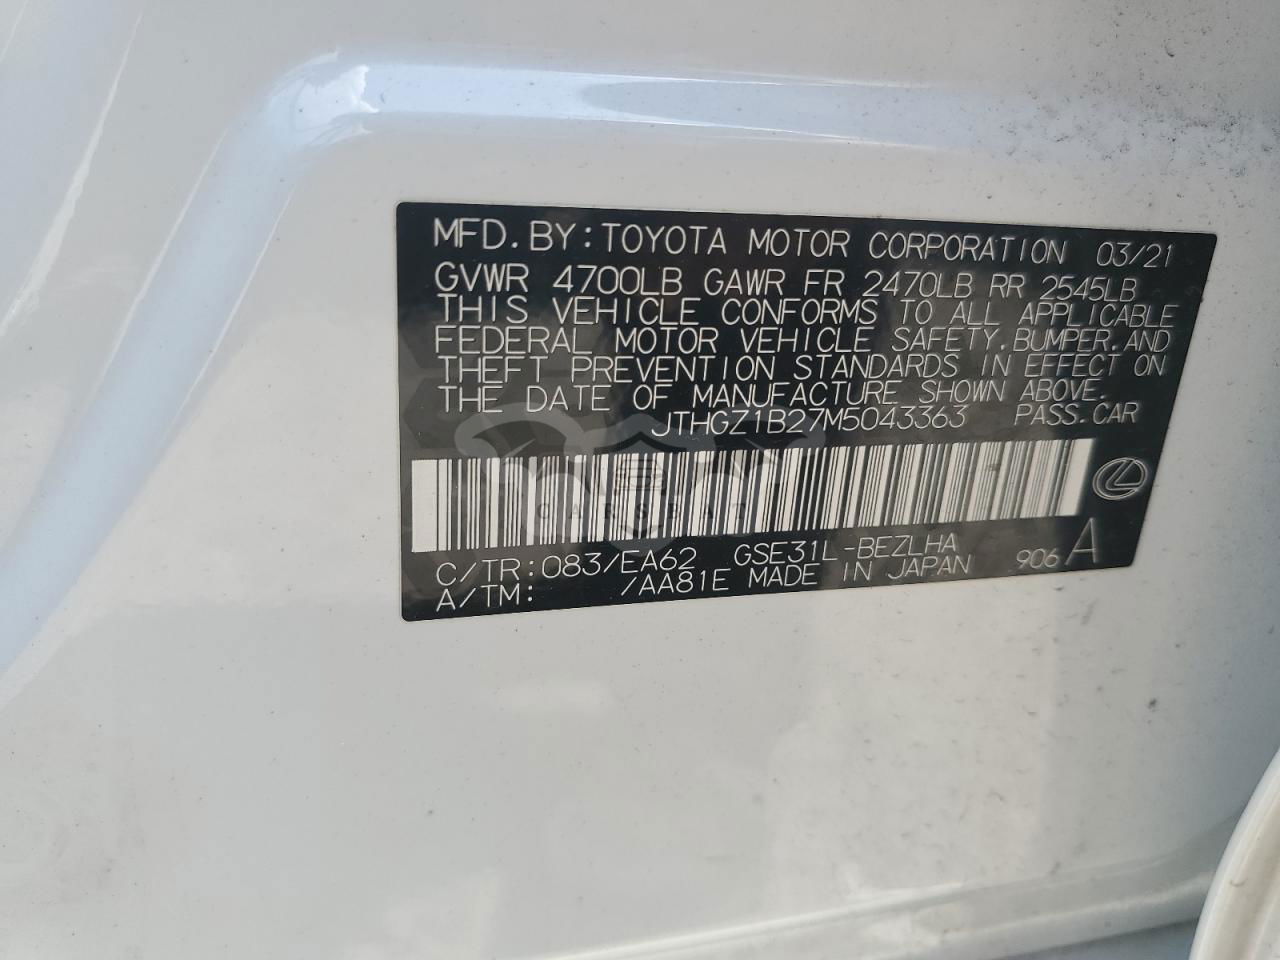 MFD.BY:TOYOTA MOTOR CORPORATION 03/21
GVWR 4700LB GAWR FR 2470LB RR 2545LB
THIS VEHICLE CONFORMS TO ALL APPLICABLE
FEDERAL MOTOR VEHICLE SAFETY,BUMPER,AND
THEFT PREVENTION STANDARDS IN EFFECT ON
THE DATE OF MANUFACTURE SHOWN ABOVE.
JTHGZ1B27M5043363 PASS.CAR
CARSBAT
C/TR:083/EA62 GSE31L-BEZLHA 906 A
A/TM: /AA81E MADE IN JAPAN